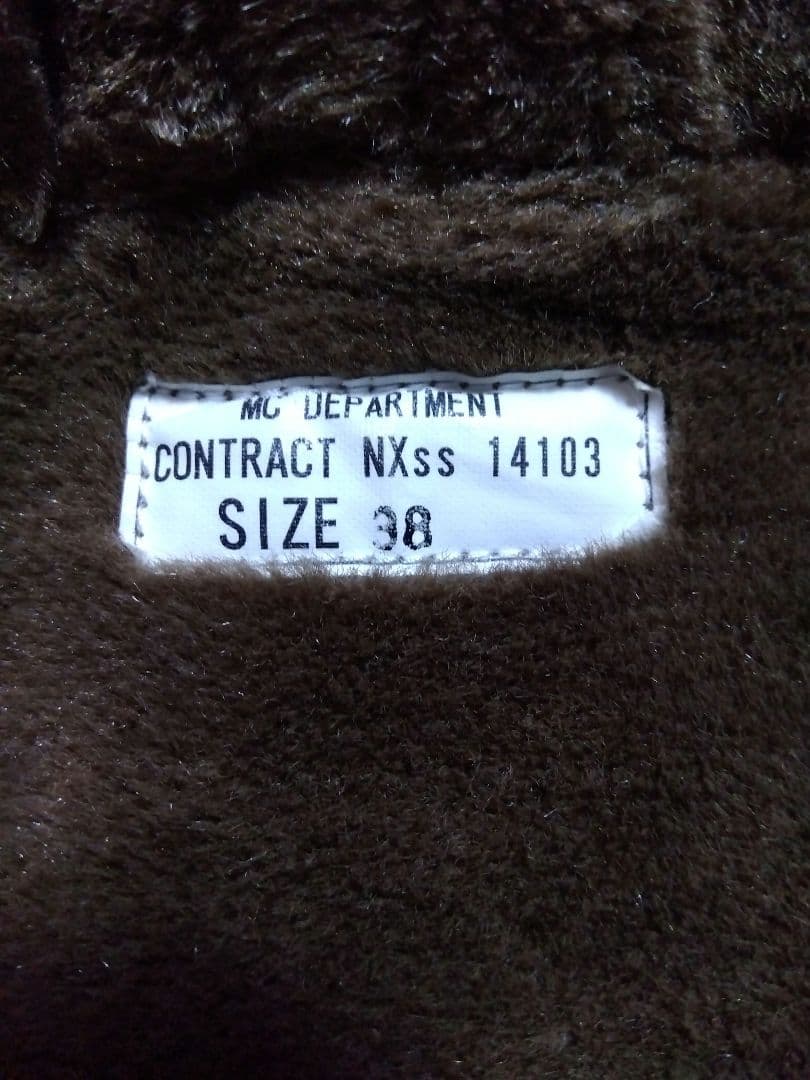 MC DEPARTMENT
CONTRACT NXss 14103
SIZE 38